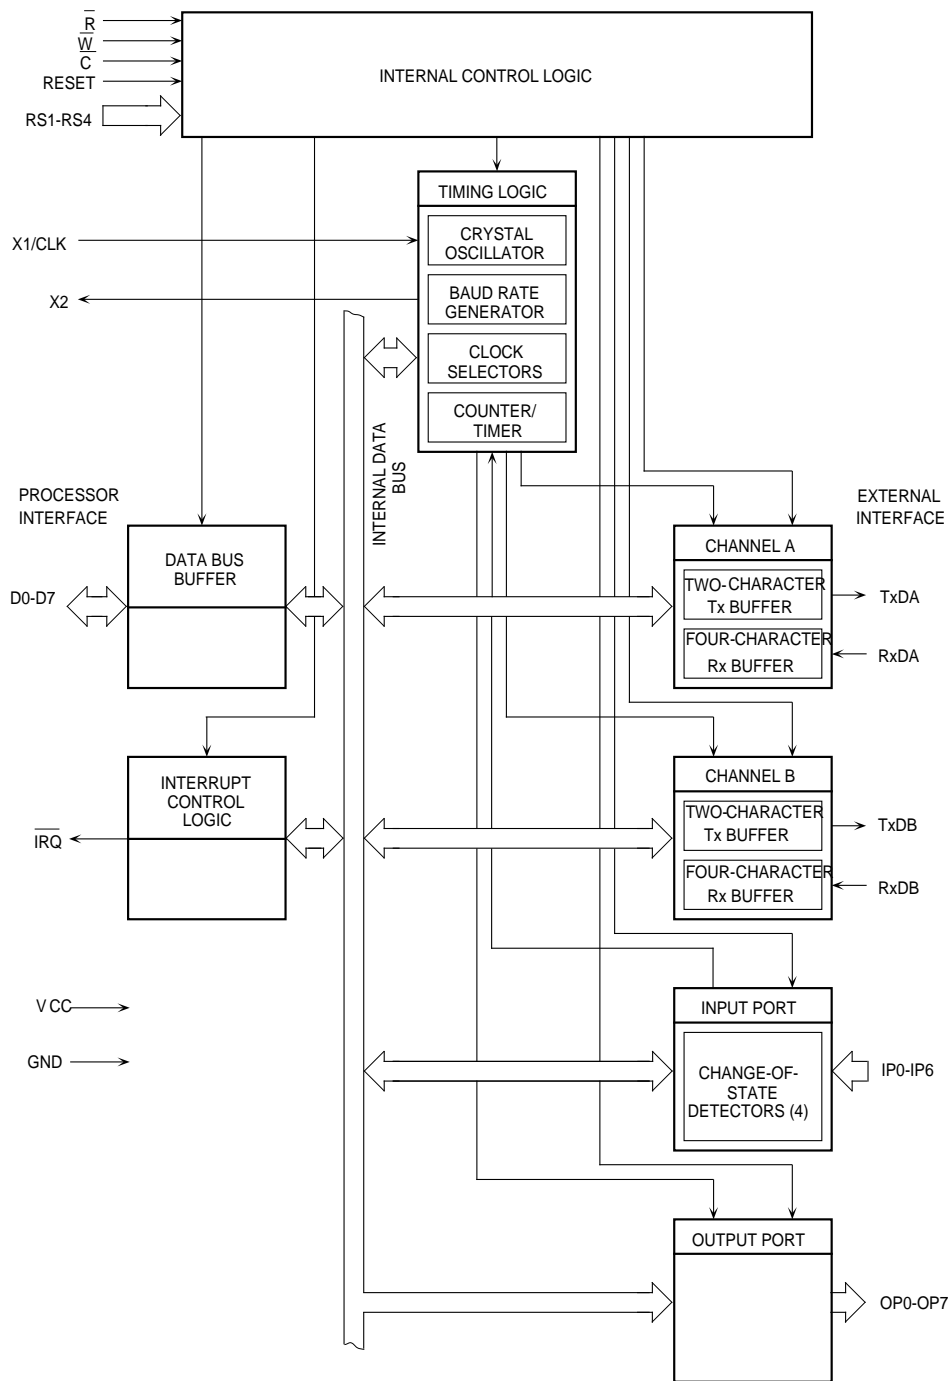 R̅
W̅
C̅
RESET
RS1-RS4
INTERNAL CONTROL LOGIC
TIMING LOGIC
CRYSTAL
OSCILLATOR
BAUD RATE
GENERATOR
CLOCK
SELECTORS
COUNTER/
TIMER
X1/CLK
X2
INTERNAL DATA
BUS
PROCESSOR
INTERFACE
DATA BUS
BUFFER
D0-D7
INTERRUPT
CONTROL
LOGIC
I̅R̅Q̅
V CC
GND
EXTERNAL
INTERFACE
CHANNEL A
TWO-CHARACTER
Tx BUFFER
FOUR-CHARACTER
Rx BUFFER
TxDA
RxDA
CHANNEL B
TWO-CHARACTER
Tx BUFFER
FOUR-CHARACTER
Rx BUFFER
TxDB
RxDB
INPUT PORT
CHANGE-OF-
STATE
DETECTORS (4)
IP0-IP6
OUTPUT PORT
OP0-OP7